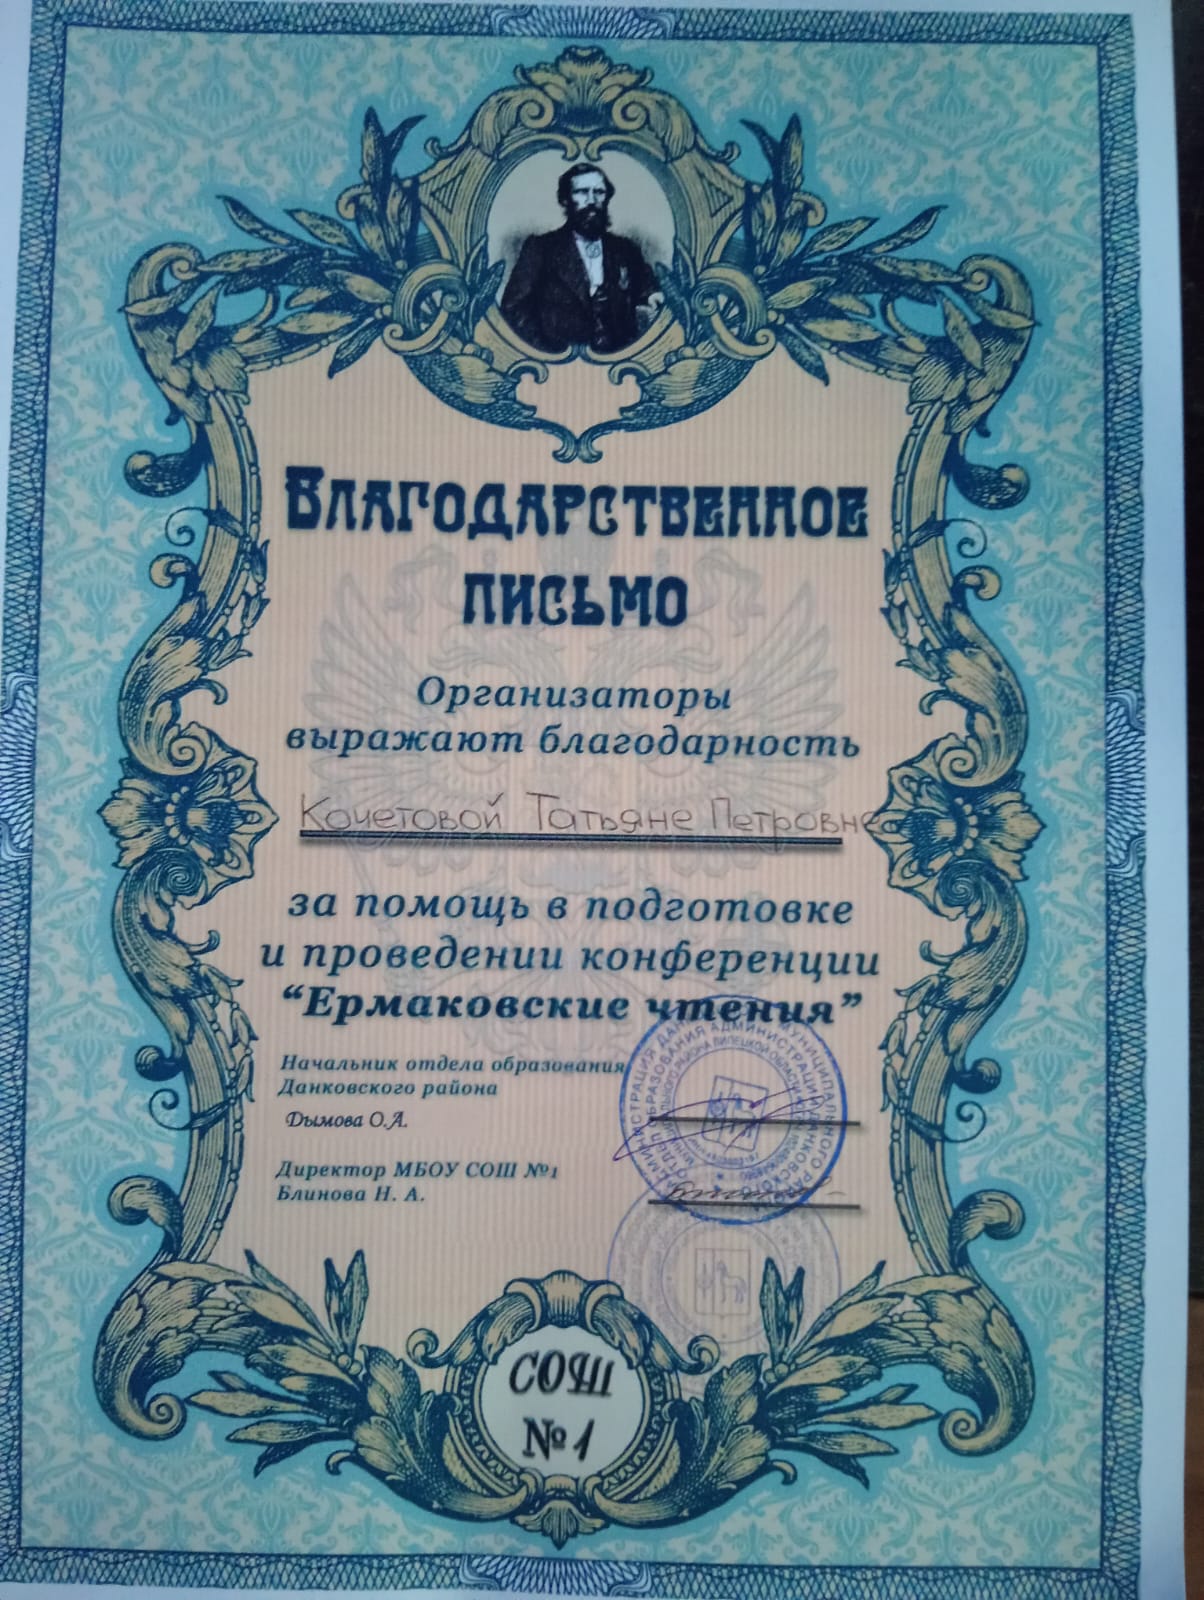 Благодарственное
письмо
Организаторы
выражают благодарность
Кочетовой Татьяне Петровне
за помощь в подготовке
и проведении конференции
“Ермаковские чтения”
Начальник отдела образования
Данковского района
Дымова О.А.
Директор МБОУ СОШ №1
Блинова Н. А.
СОШ
№1